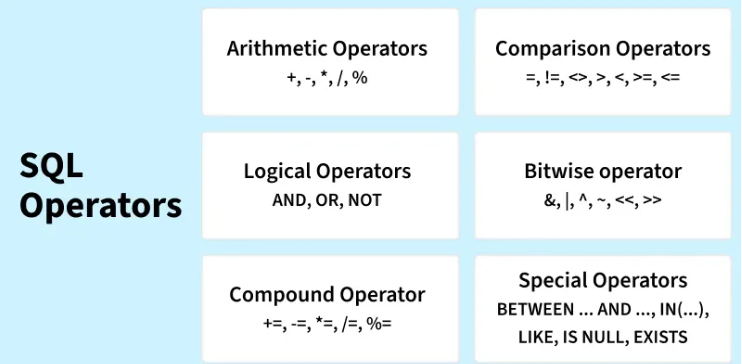 SQL
Operators
Arithmetic Operators
+, -, *, /, %
Comparison Operators
=, !=, <>, >, <, >=, <=
Logical Operators
AND, OR, NOT
Bitwise operator
&, |, ^, ~, <<, >>
Compound Operator
+=, -=, *=, /=, %=
Special Operators
BETWEEN ... AND ..., IN(...),
LIKE, IS NULL, EXISTS